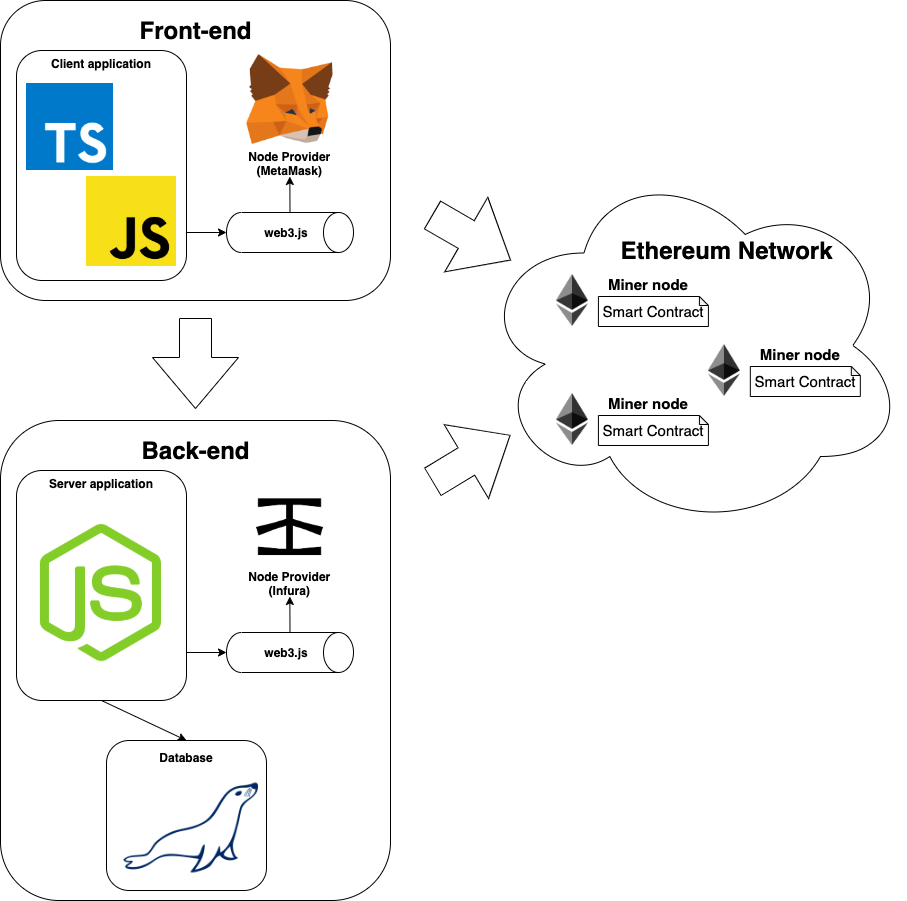 Front-end
Client application
TS
JS
Node Provider
(MetaMask)
web3.js
Ethereum Network
Miner node
Smart Contract
Miner node
Smart Contract
Miner node
Smart Contract
Back-end
Server application
JS
Node Provider
(Infura)
web3.js
Database